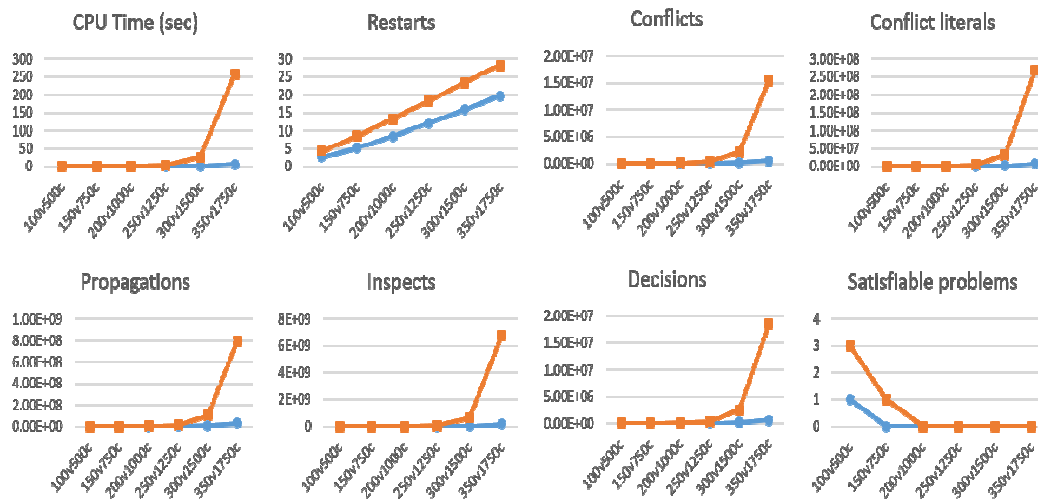 CPU Time (sec)
300
250
200
150
100
50
0
100v500c
150v750c
200v1000c
250v1250c
300v1500c
350v1750c
Restarts
30
25
20
15
10
5
0
100v500c
150v750c
200v1000c
250v1250c
300v1500c
350v1750c
Conflicts
2.00E+07
1.50E+07
1.00E+07
5.00E+06
0.00E+00
100v500c
150v750c
200v1000c
250v1250c
300v1500c
350v1750c
Conflict literals
3.00E+08
2.50E+08
2.00E+08
1.50E+08
1.00E+08
5.00E+07
0.00E+00
100v500c
150v750c
200v1000c
250v1250c
300v1500c
350v1750c
Propagations
1.00E+09
8.00E+08
6.00E+08
4.00E+08
2.00E+08
0.00E+00
100v500c
150v750c
200v1000c
250v1250c
300v1500c
350v1750c
Inspects
8E+09
6E+09
4E+09
2E+09
0
100v500c
150v750c
200v1000c
250v1250c
300v1500c
350v1750c
Decisions
2.00E+07
1.50E+07
1.00E+07
5.00E+06
0.00E+00
100v500c
150v750c
200v1000c
250v1250c
300v1500c
350v1750c
Satisfiable problems
4
3
2
1
0
100v500c
150v750c
200v1000c
250v1250c
300v1500c
350v1750c